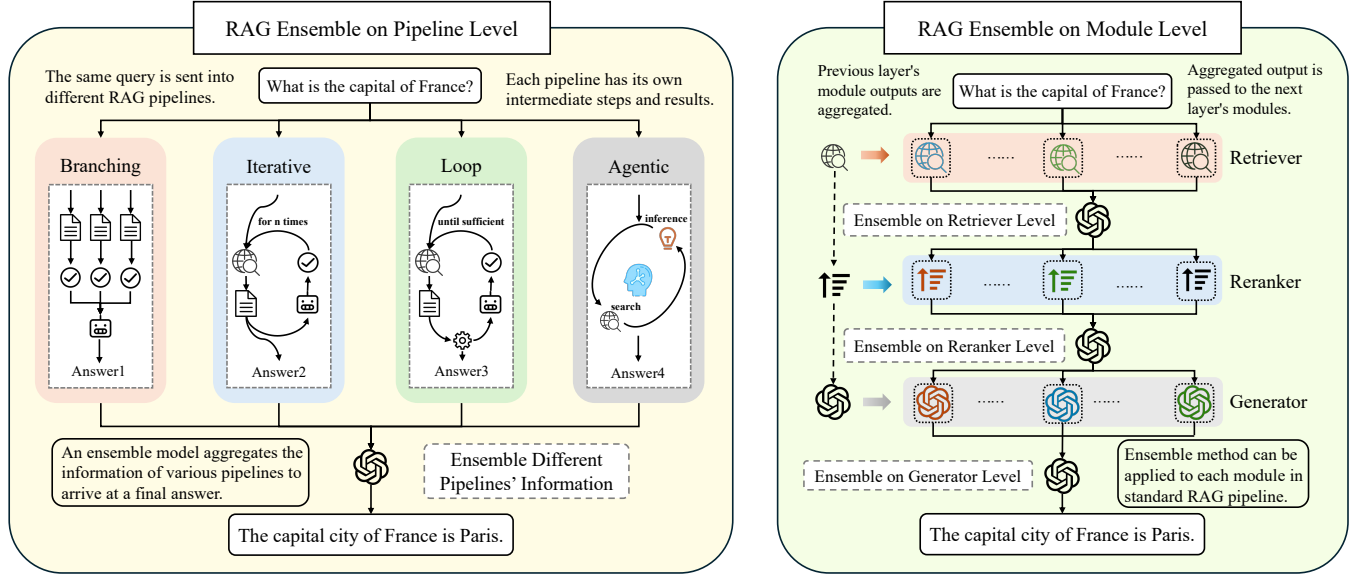 RAG Ensemble on Pipeline Level
The same query is sent into
different RAG pipelines.
What is the capital of France?
Each pipeline has its own
intermediate steps and results.
Branching
Answer1
Iterative
for n times
Answer2
Loop
until sufficient
Answer3
Agentic
inference
search
Answer4
An ensemble model aggregates the
information of various pipelines to
arrive at a final answer.
Ensemble Different
Pipelines’ Information
The capital city of France is Paris.
RAG Ensemble on Module Level
Previous layer's
module outputs are
aggregated.
What is the capital of France?
Aggregated output is
passed to the next
layer's modules.
...... ......
Retriever
Ensemble on Retriever Level
...... ......
Reranker
Ensemble on Reranker Level
...... ......
Generator
Ensemble on Generator Level
Ensemble method can be
applied to each module in
standard RAG pipeline.
The capital city of France is Paris.